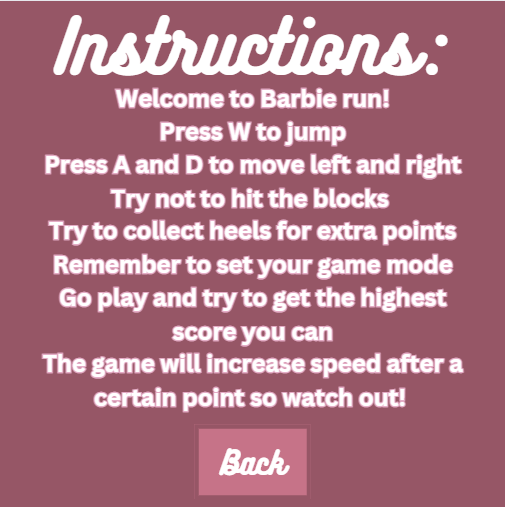 Instructions:
Welcome to Barbie run!
Press W to jump
Press A and D to move left and right
Try not to hit the blocks
Try to collect heels for extra points
Remember to set your game mode
Go play and try to get the highest
score you can
The game will increase speed after a
certain point so watch out!
Back